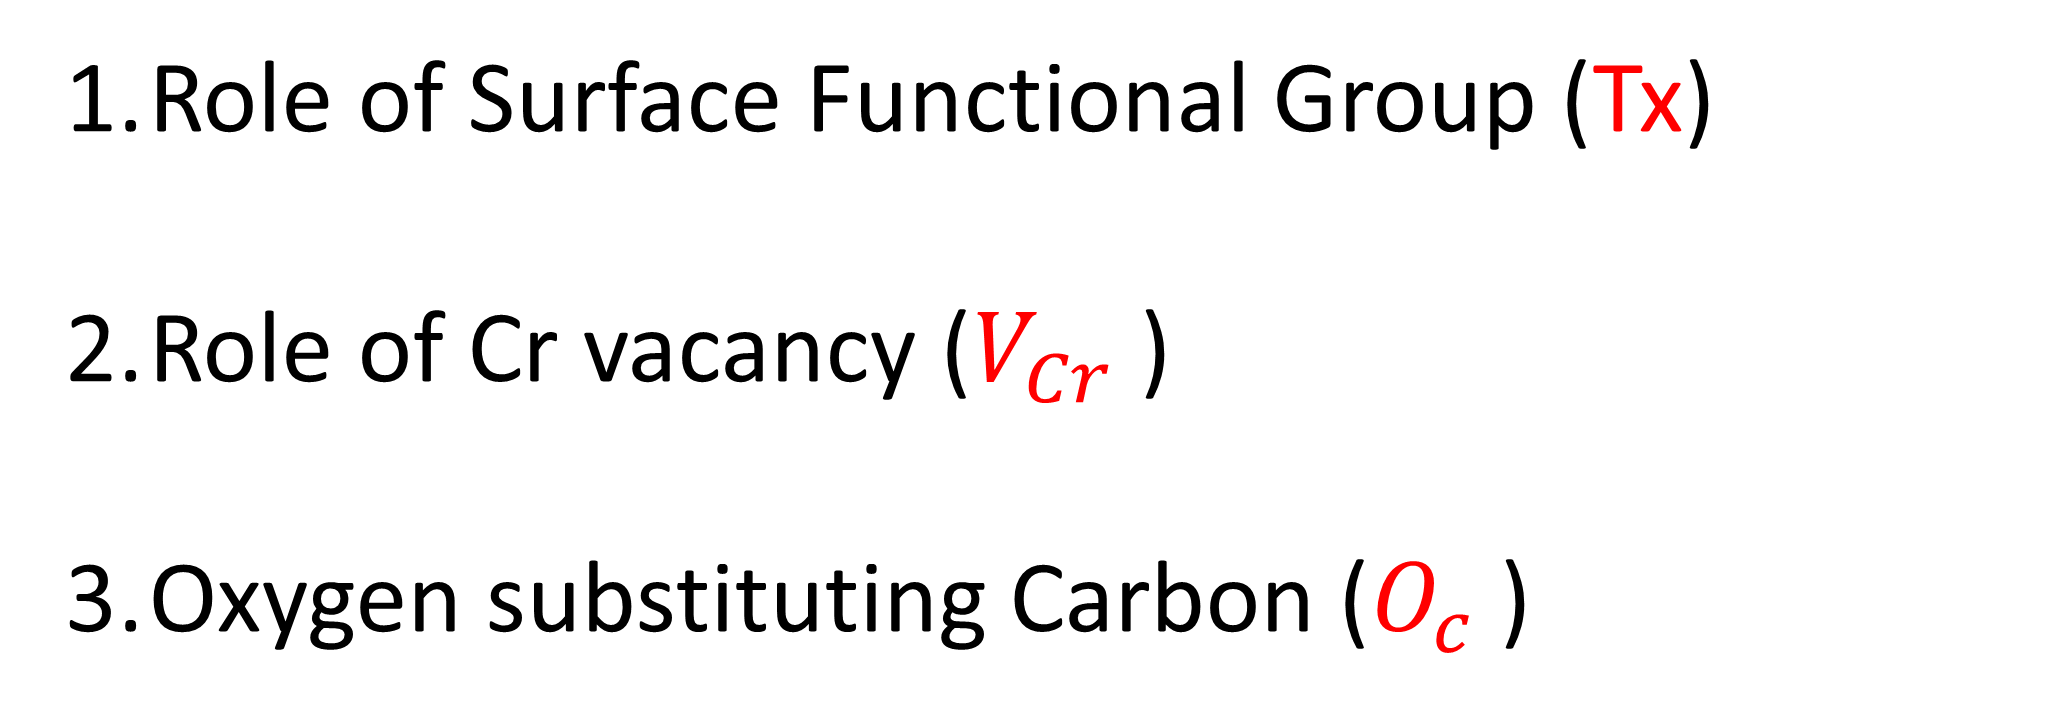 1.Role of Surface Functional Group (Tx)
2.Role of Cr vacancy (V_Cr )
3.Oxygen substituting Carbon (O_c )